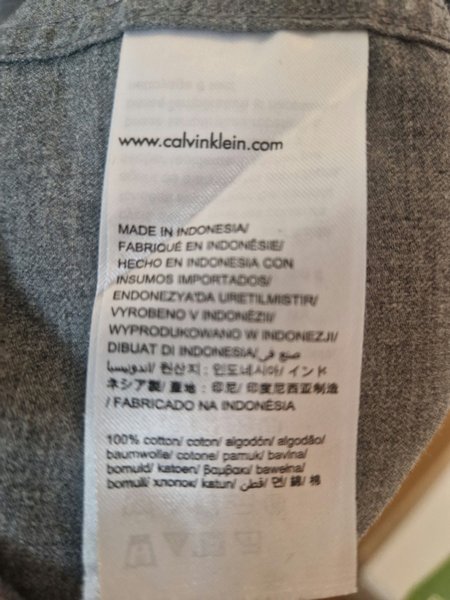 www.calvinklein.com
MADE IN INDONESIA/
FABRIQUÉ EN INDONÉSIE/
HECHO EN INDONESIA CON
INSUMOS IMPORTADOS/
ENDONEZYA'DA URETILMISTIR/
VYROBENO V INDONÉZII/
WYPRODUKOWANO W INDONEZJI/
DIBUAT DI INDONESIA/ صنع في
اندونيسيا/ 원산지 : 인도네시아/ インド
ネシア製/ 產地 : 印尼/ 印度尼西亚制造
/ FABRICADO NA INDONÉSIA
100% cotton/ coton/ algodón/ algodão/
baumwolle/ cotone/ pamuk/ bavlna/
bomuld/ katoen/ βαμβακι/ bawełna/
bomull/ хлопок/ katun/ قطن/ 면/ 綿/ 棉